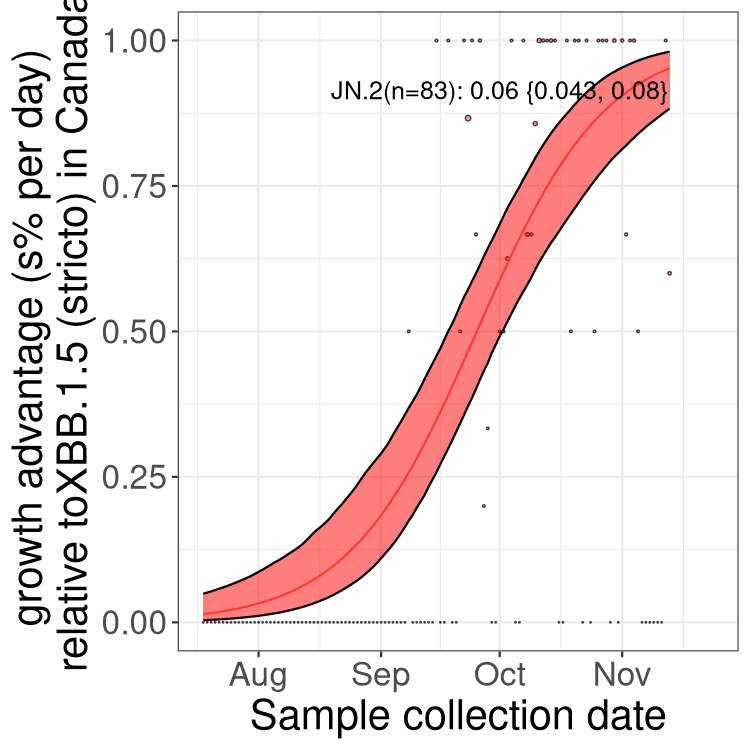 growth advantage (s% per day)
relative toXBB.1.5 (stricto) in Canada
1.00
0.75
0.50
0.25
0.00
JN.2(n=83): 0.06 {0.043, 0.08}
Aug Sep Oct Nov
Sample collection date